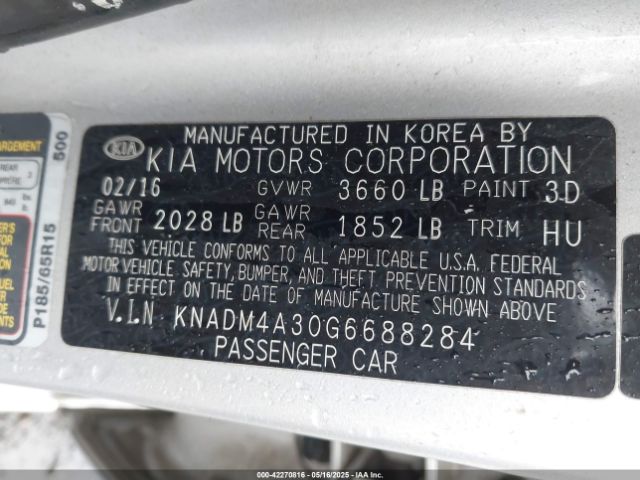 MANUFACTURED IN KOREA BY
KIA KIA MOTORS CORPORATION
02/16 GVWR 3660 LB PAINT 3D
GAWR FRONT 2028 LB GAWR REAR 1852 LB TRIM HU
THIS VEHICLE CONFORMS TO ALL APPLICABLE U.S.A. FEDERAL
MOTOR VEHICLE, SAFETY, BUMPER, AND THEFT PREVENTION STANDARDS
IN EFFECT ON THE DATE OF MANUFACTURE SHOWN ABOVE
V.I.N KNADM4A30G6688284
PASSENGER CAR
P185/65R15 500
REAR
000-42270816 - 05/16/2025 - IAAI.COM